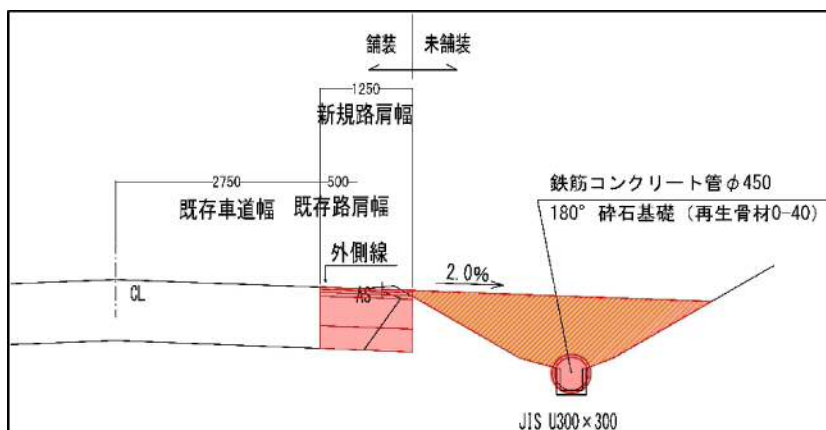 舗装 未舗装
1250
新規路肩幅
2750 500
既存車道幅 既存路肩幅
鉄筋コンクリート管φ450
180° 砕石基礎（再生骨材0-40）
外側線
2.0%
CL
AS
JIS U300×300